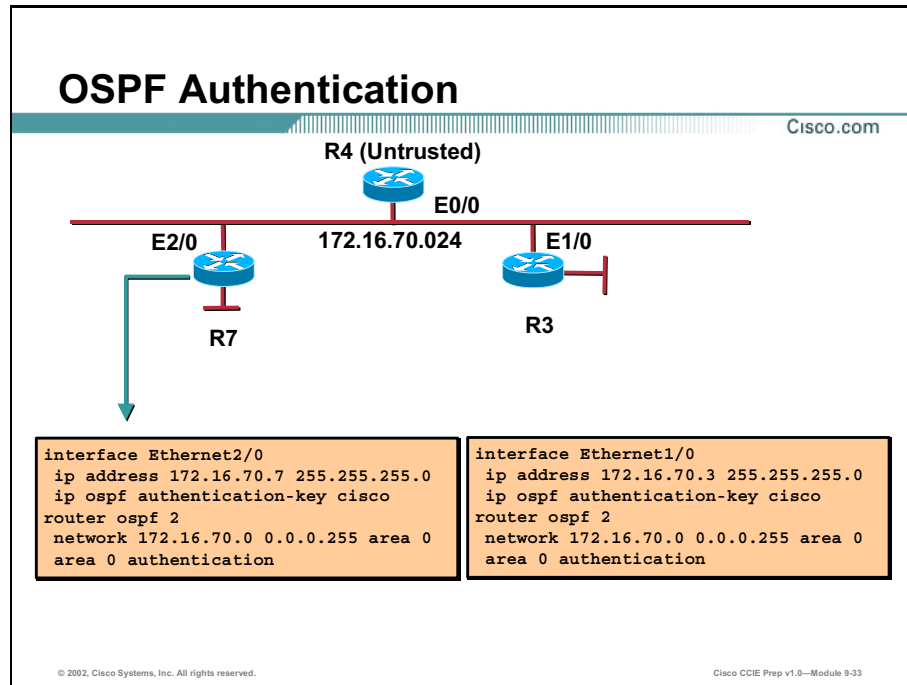 OSPF Authentication
Cisco.com
R4 (Untrusted)
E0/0
E2/0
172.16.70.024
E1/0
R7
R3
interface Ethernet2/0
ip address 172.16.70.7 255.255.255.0
ip ospf authentication-key cisco
router ospf 2
network 172.16.70.0 0.0.0.255 area 0
area 0 authentication
interface Ethernet1/0
ip address 172.16.70.3 255.255.255.0
ip ospf authentication-key cisco
router ospf 2
network 172.16.70.0 0.0.0.255 area 0
area 0 authentication
© 2002, Cisco Systems, Inc. All rights reserved.
Cisco CCIE Prep v1.0—Module 9-33